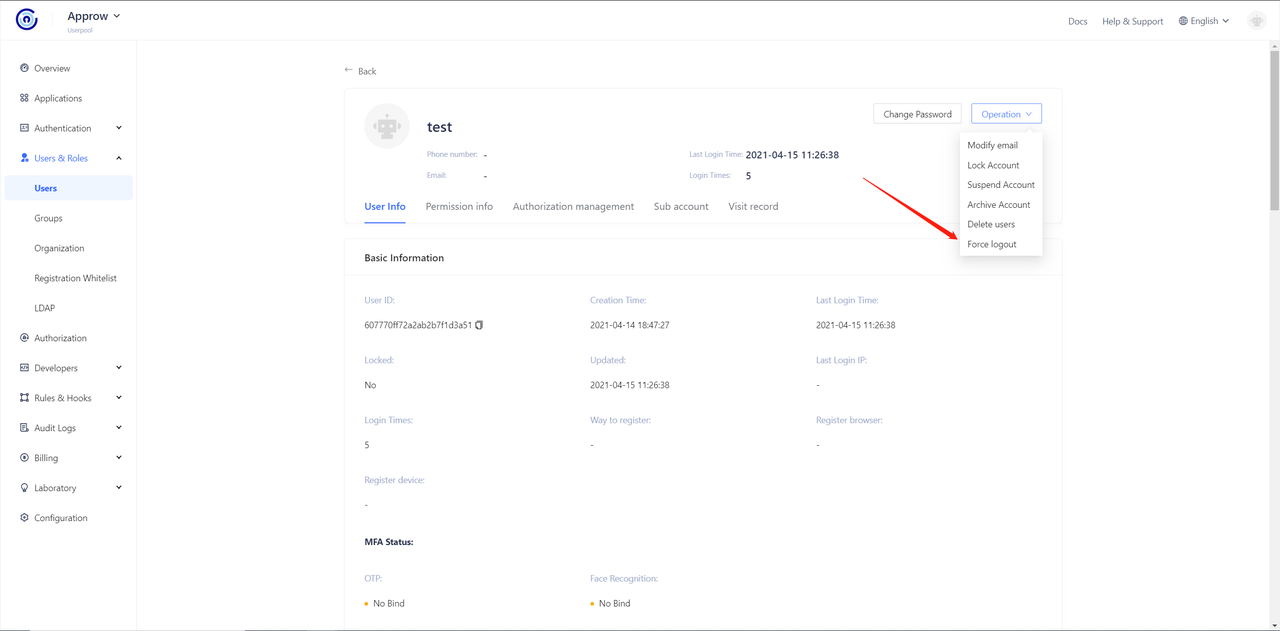 Approw
Userpool
Docs
Help & Support
English
Overview
Applications
Authentication
Users & Roles
Users
Groups
Organization
Registration Whitelist
LDAP
Authorization
Developers
Rules & Hooks
Audit Logs
Billing
Laboratory
Configuration
Back
test
Change Password
Operation
Phone number: -
Last Login Time: 2021-04-15 11:26:38
Email: -
Login Times: 5
Modify email
Lock Account
Suspend Account
Archive Account
Delete users
Force logout
User Info
Permission info
Authorization management
Sub account
Visit record
Basic Information
User ID:
Creation Time:
Last Login Time:
607770ff72a2ab2b7f1d3a51
2021-04-14 18:47:27
2021-04-15 11:26:38
Locked:
Updated:
Last Login IP:
No
2021-04-15 11:26:38
-
Login Times:
Way to register:
Register browser:
5
-
-
Register device:
-
MFA Status:
OTP:
Face Recognition:
No Bind
No Bind